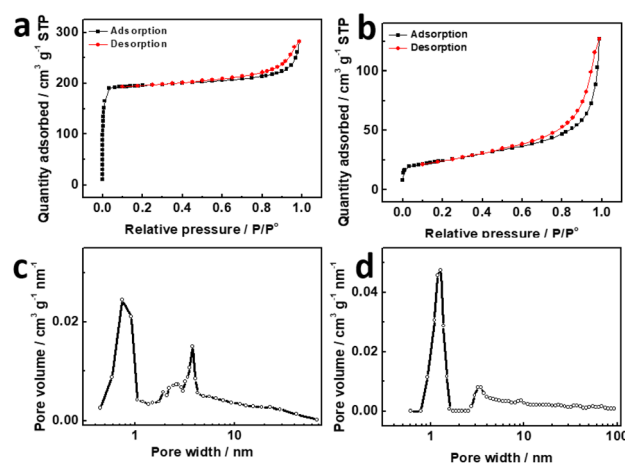 a
Adsorption
Desorption
Quantity adsorbed / cm³ g⁻¹ STP
300
200
100
0
0.0 0.2 0.4 0.6 0.8 1.0
Relative pressure / P/P°
b
Adsorption
Desorption
Quantity adsorbed / cm³ g⁻¹ STP
125
100
75
50
25
0
0.0 0.2 0.4 0.6 0.8 1.0
Relative pressure / P/P°
c
Pore volume / cm³ g⁻¹ nm⁻¹
0.02
0.00
1 10
Pore width / nm
d
Pore volume / cm³ g⁻¹ nm⁻¹
0.04
0.02
0.00
1 10 100
Pore width / nm